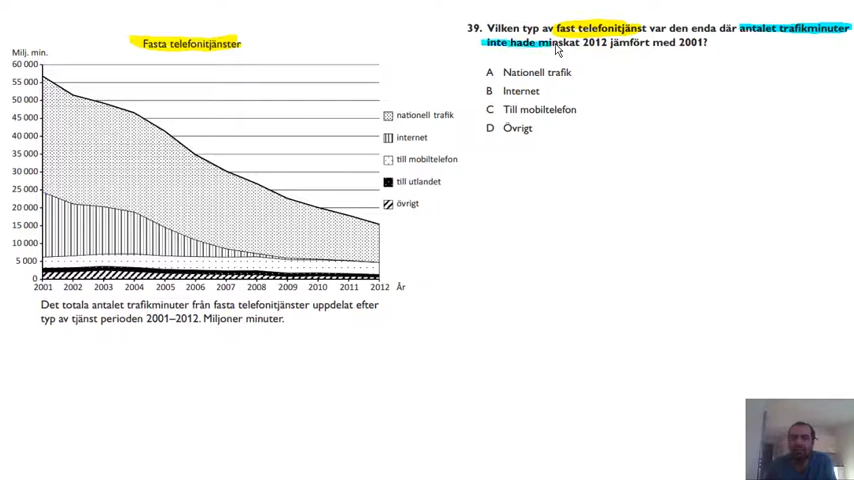 Fasta telefonitjänster
Milj. min.
60 000
55 000
50 000
45 000
40 000
35 000
30 000
25 000
20 000
15 000
10 000
5 000
0
2001 2002 2003 2004 2005 2006 2007 2008 2009 2010 2011 2012 År
nationell trafik
internet
till mobiltelefon
till utlandet
övrigt
Det totala antalet trafikminuter från fasta telefonitjänster uppdelat efter
typ av tjänst perioden 2001–2012. Miljoner minuter.
39. Vilken typ av fast telefonitjänst var den enda där antalet trafikminuter
inte hade minskat 2012 jämfört med 2001?
A Nationell trafik
B Internet
C Till mobiltelefon
D Övrigt